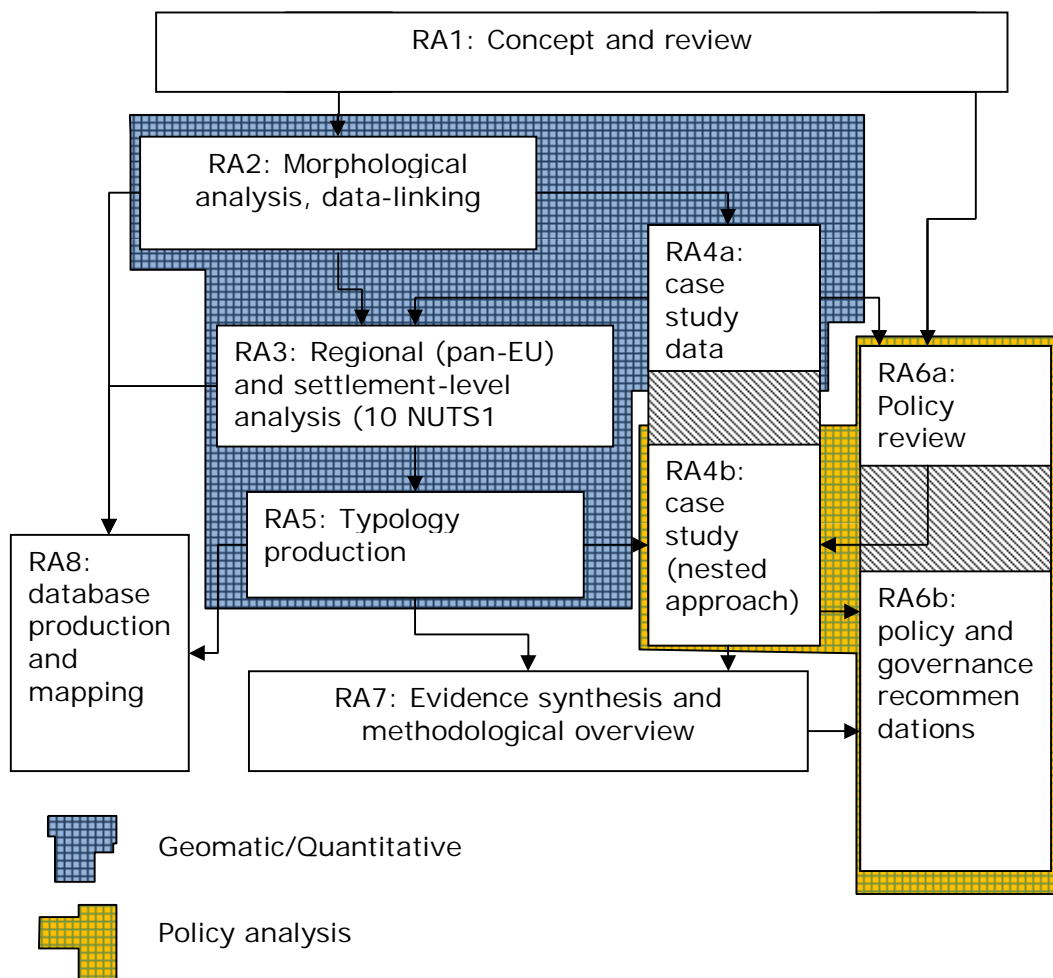 RA1: Concept and review
RA2: Morphological
analysis, data-linking
RA4a:
case
study
data
RA3: Regional (pan-EU)
and settlement-level
analysis (10 NUTS1
RA6a:
Policy
review
RA4b:
case
study
(nested
approach)
RA5: Typology
production
RA8:
database
production
and
mapping
RA6b:
policy and
governance
recommen
dations
RA7: Evidence synthesis and
methodological overview
Geomatic/Quantitative
Policy analysis